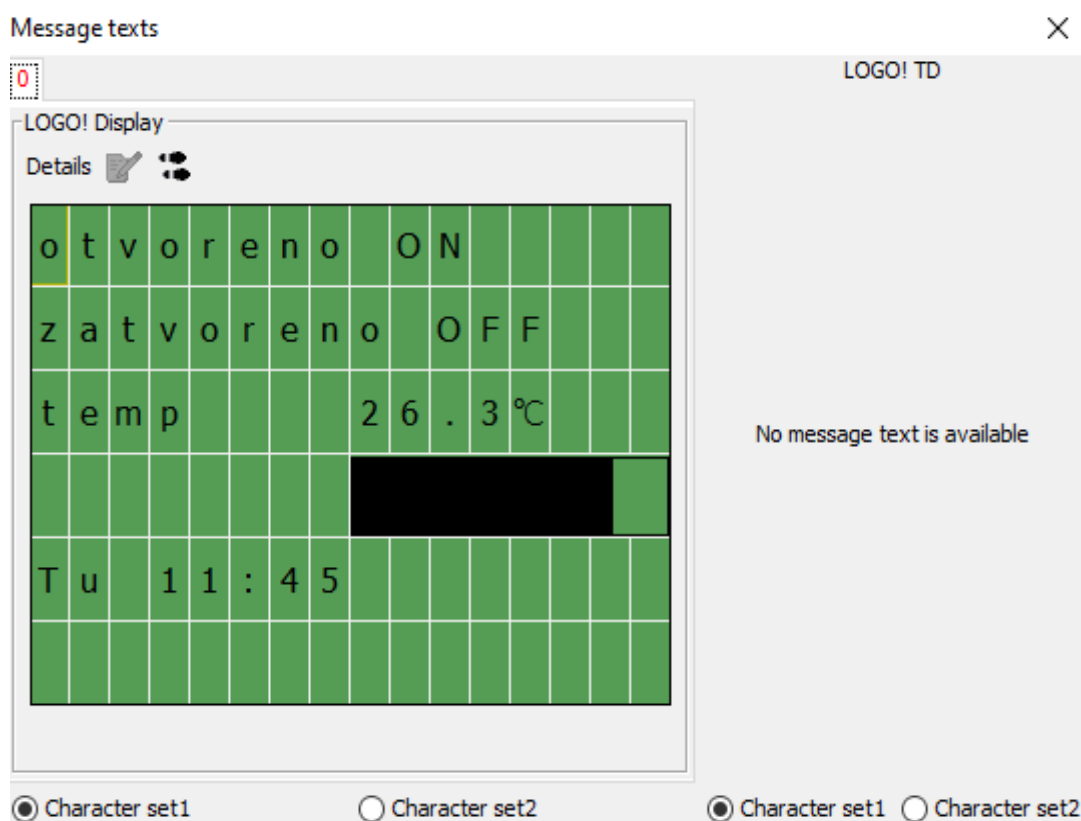 Message texts
0
LOGO! TD
LOGO! Display
Details
otvoreno ON
zatvoreno OFF
temp 26.3℃
No message text is available
Tu 11:45
Character set1
Character set2
Character set1
Character set2